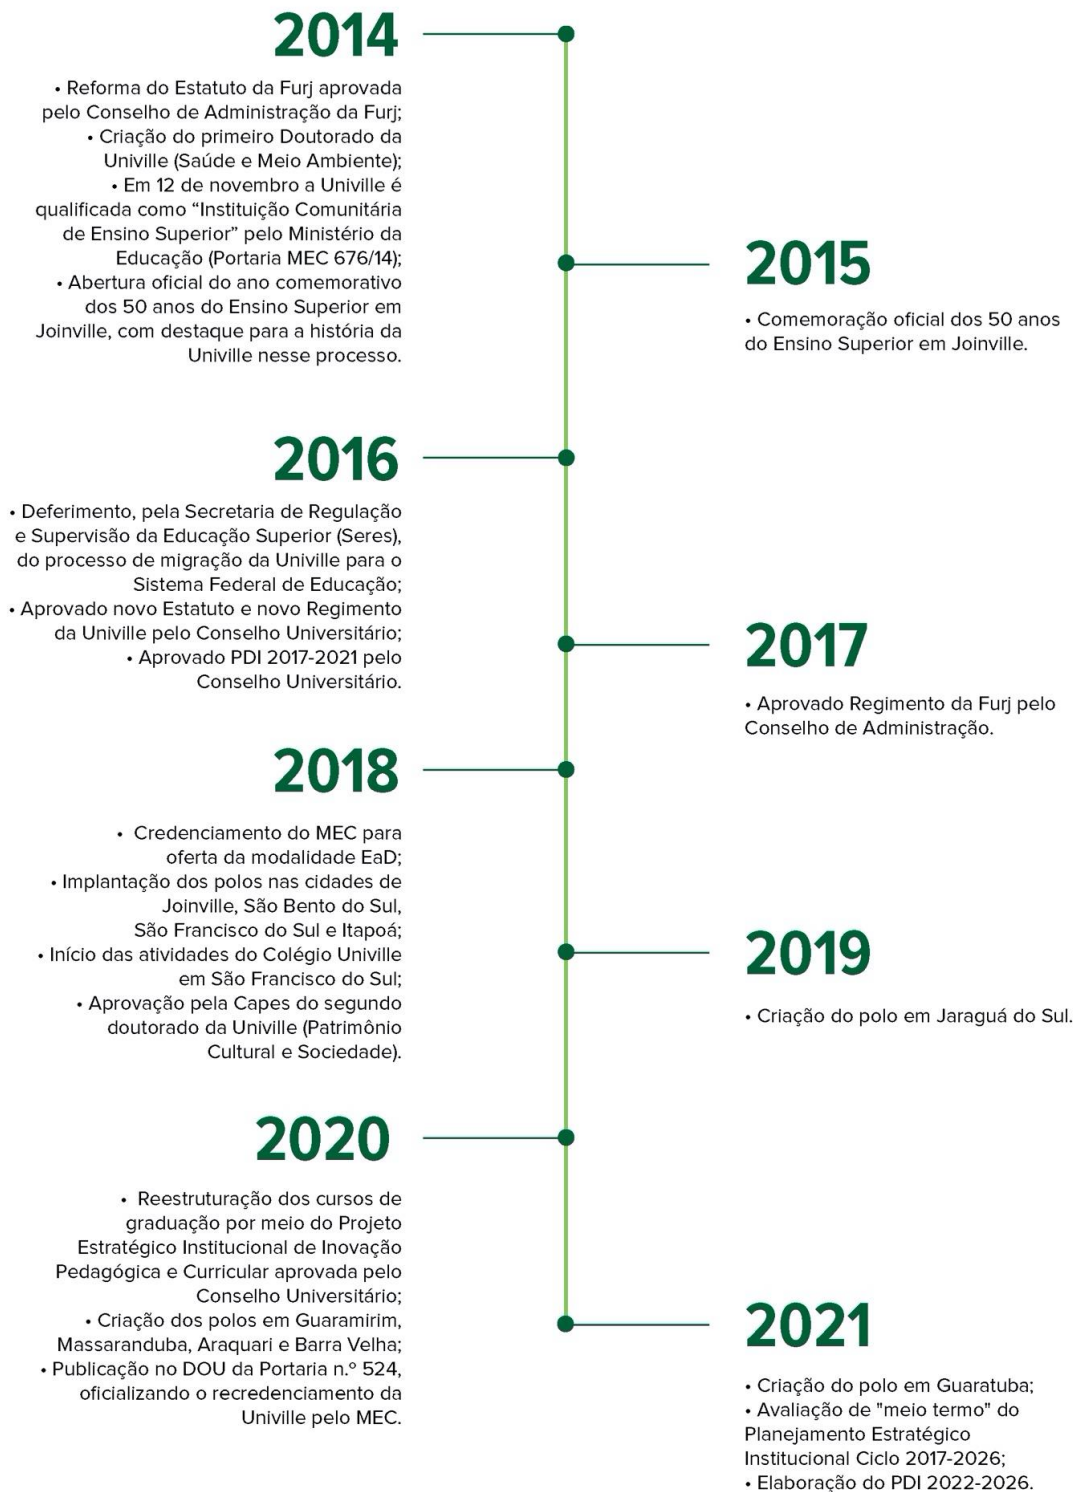 2014
• Reforma do Estatuto da Furj aprovada
pelo Conselho de Administração da Furj;
• Criação do primeiro Doutorado da
Univille (Saúde e Meio Ambiente);
• Em 12 de novembro a Univille é
qualificada como “Instituição Comunitária
de Ensino Superior” pelo Ministério da
Educação (Portaria MEC 676/14);
• Abertura oficial do ano comemorativo
dos 50 anos do Ensino Superior em
Joinville, com destaque para a história da
Univille nesse processo.
2015
• Comemoração oficial dos 50 anos
do Ensino Superior em Joinville.
2016
• Deferimento, pela Secretaria de Regulação
e Supervisão da Educação Superior (Seres),
do processo de migração da Univille para o
Sistema Federal de Educação;
• Aprovado novo Estatuto e novo Regimento
da Univille pelo Conselho Universitário;
• Aprovado PDI 2017-2021 pelo
Conselho Universitário.
2017
• Aprovado Regimento da Furj pelo
Conselho de Administração.
2018
• Credenciamento do MEC para
oferta da modalidade EaD;
• Implantação dos polos nas cidades de
Joinville, São Bento do Sul,
São Francisco do Sul e Itapoá;
• Início das atividades do Colégio Univille
em São Francisco do Sul;
• Aprovação pela Capes do segundo
doutorado da Univille (Patrimônio
Cultural e Sociedade).
2019
• Criação do polo em Jaraguá do Sul.
2020
• Reestruturação dos cursos de
graduação por meio do Projeto
Estratégico Institucional de Inovação
Pedagógica e Curricular aprovada pelo
Conselho Universitário;
• Criação dos polos em Guaramirim,
Massaranduba, Araquari e Barra Velha;
• Publicação no DOU da Portaria n.º 524,
oficializando o recredenciamento da
Univille pelo MEC.
2021
• Criação do polo em Guaratuba;
• Avaliação de "meio termo" do
Planejamento Estratégico
Institucional Ciclo 2017-2026;
• Elaboração do PDI 2022-2026.